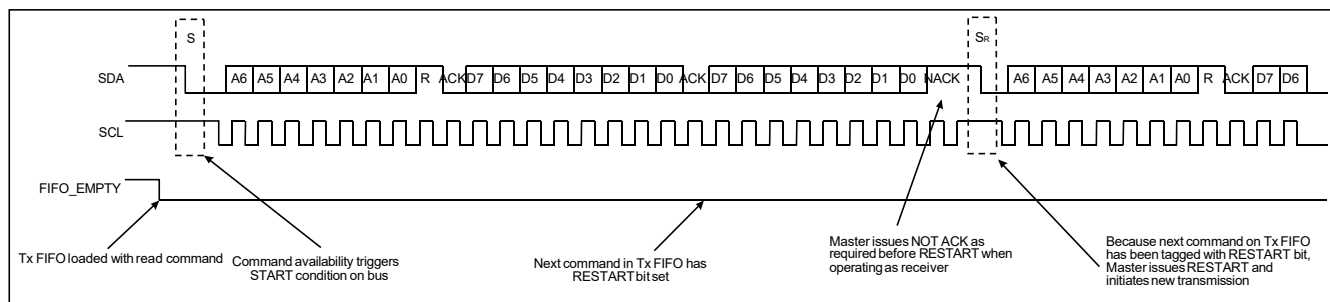 S
SR
SDA A6 A5 A4 A3 A2 A1 A0 R ACK D7 D6 D5 D4 D3 D2 D1 D0 ACK D7 D6 D5 D4 D3 D2 D1 D0 NACK A6 A5 A4 A3 A2 A1 A0 R ACK D7 D6
SCL
FIFO_EMPTY
Tx FIFO loaded with read command
Command availability triggers
START condition on bus
Next command in Tx FIFO has
RESTART bit set
Master issues NOT ACK as
required before RESTART when
operating as receiver
Because next command on Tx FIFO
has been tagged with RESTART bit,
Master issues RESTART and
initiates new transmission